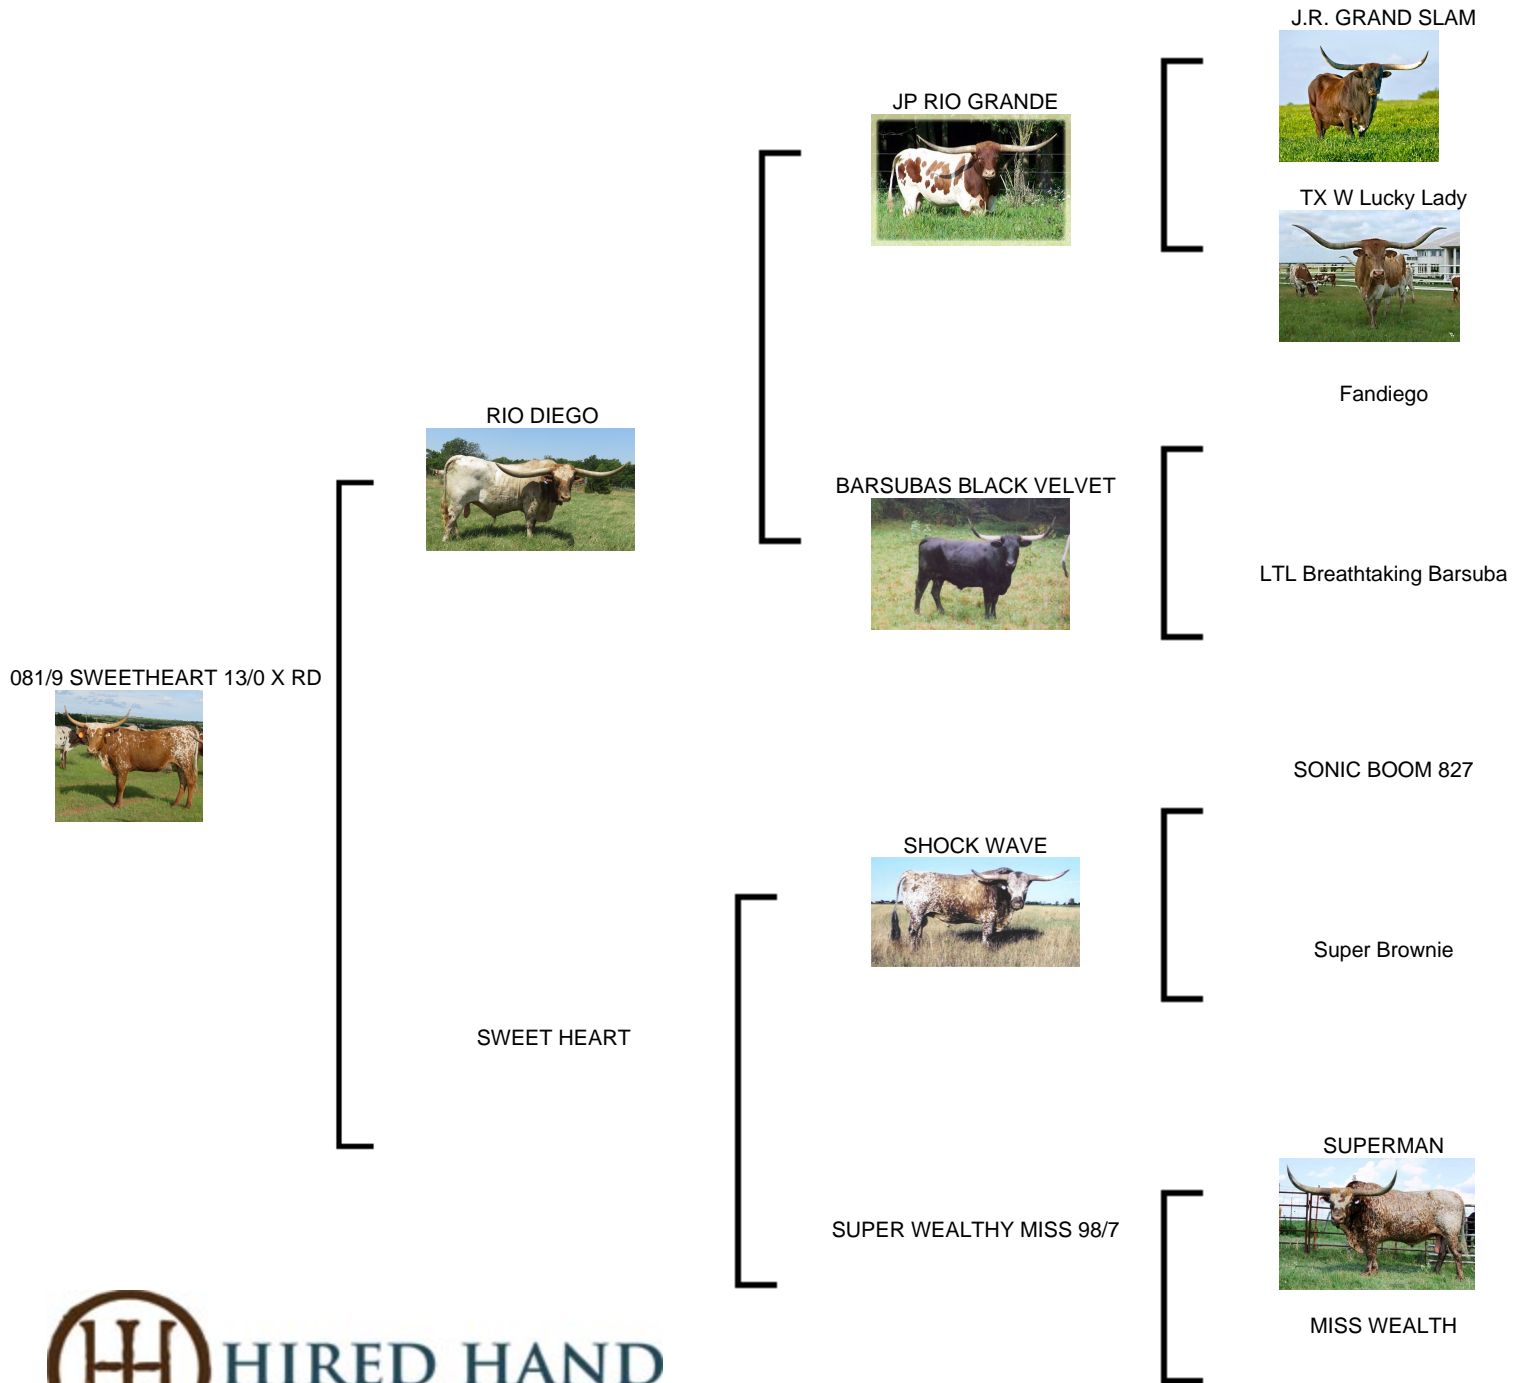 J.R. GRAND SLAM
JP RIO GRANDE
TX W Lucky Lady
Fandiego
RIO DIEGO
BARSUBAS BLACK VELVET
LTL Breathtaking Barsuba
081/9 SWEETHEART 13/0 X RD
SONIC BOOM 827
SHOCK WAVE
Super Brownie
SWEET HEART
SUPERMAN
SUPER WEALTHY MISS 98/7
MISS WEALTH
HIRED HAND